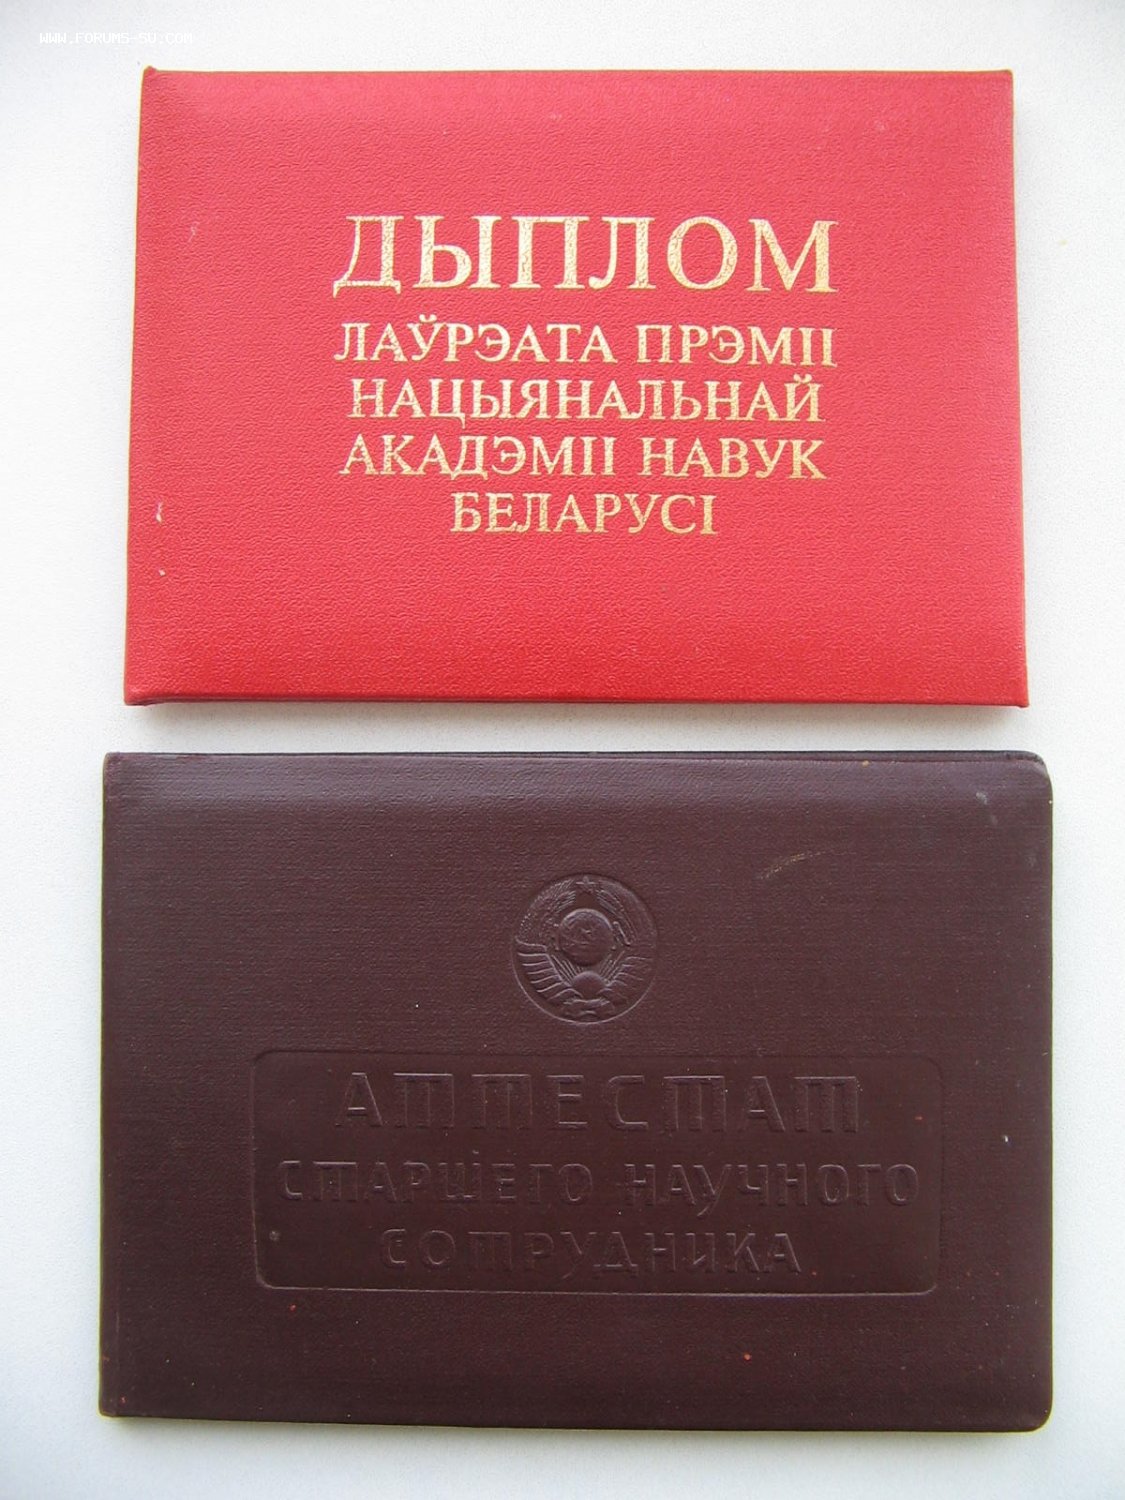 WWW.FORUMS-SU.COM
ДЫПЛОМ
ЛАЎРЭАТА ПРЭМІІ
НАЦЫЯНАЛЬНАЙ
АКАДЭМІІ НАВУК
БЕЛАРУСІ
АТТЕСТАТ
СТАРШЕГО НАУЧНОГО
СОТРУДНИКА